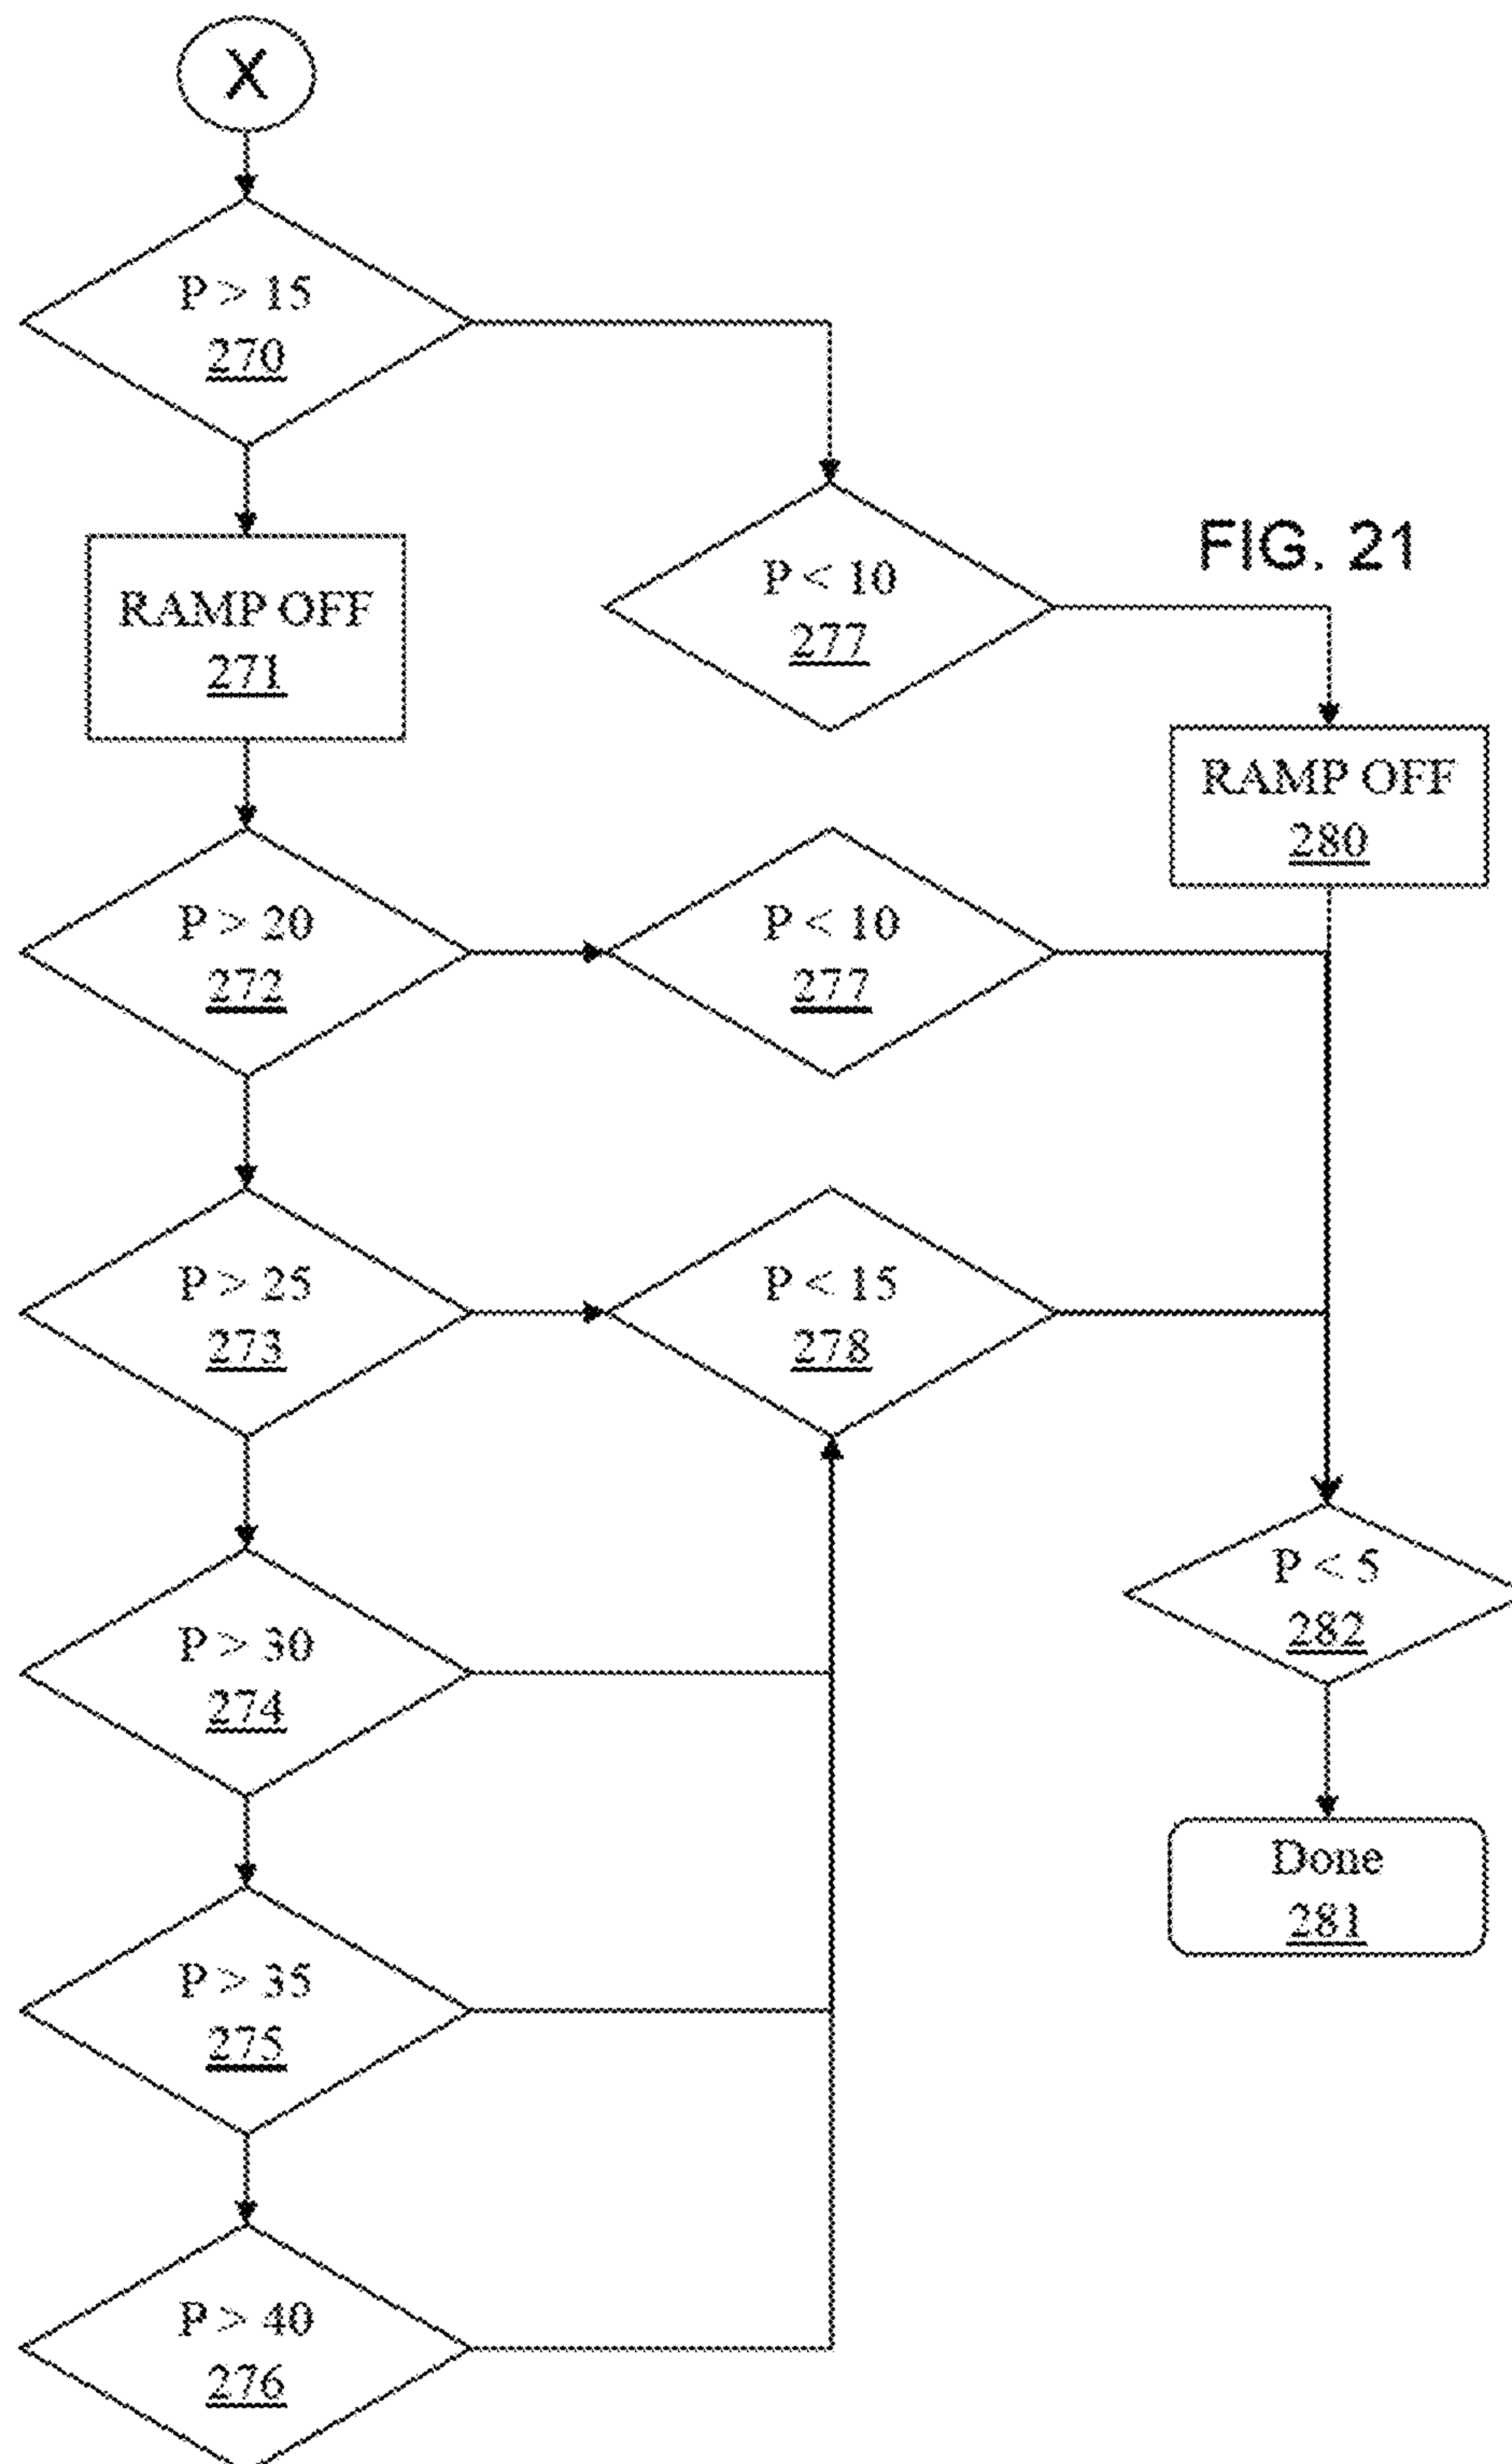 X
P > 15
270
P < 10
277
FIG. 21
RAMP OFF
271
RAMP OFF
280
P > 20
272
P < 10
277
P > 25
273
P < 15
278
P > 30
274
P < 5
282
P > 35
275
Done
281
P > 40
276